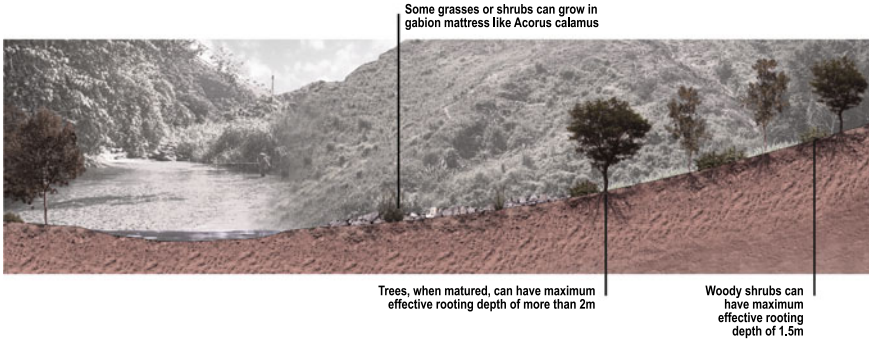 Some grasses or shrubs can grow in
gabion mattress like Acorus calamus
Trees, when matured, can have maximum
effective rooting depth of more than 2m
Woody shrubs can
have maximum
effective rooting
depth of 1.5m